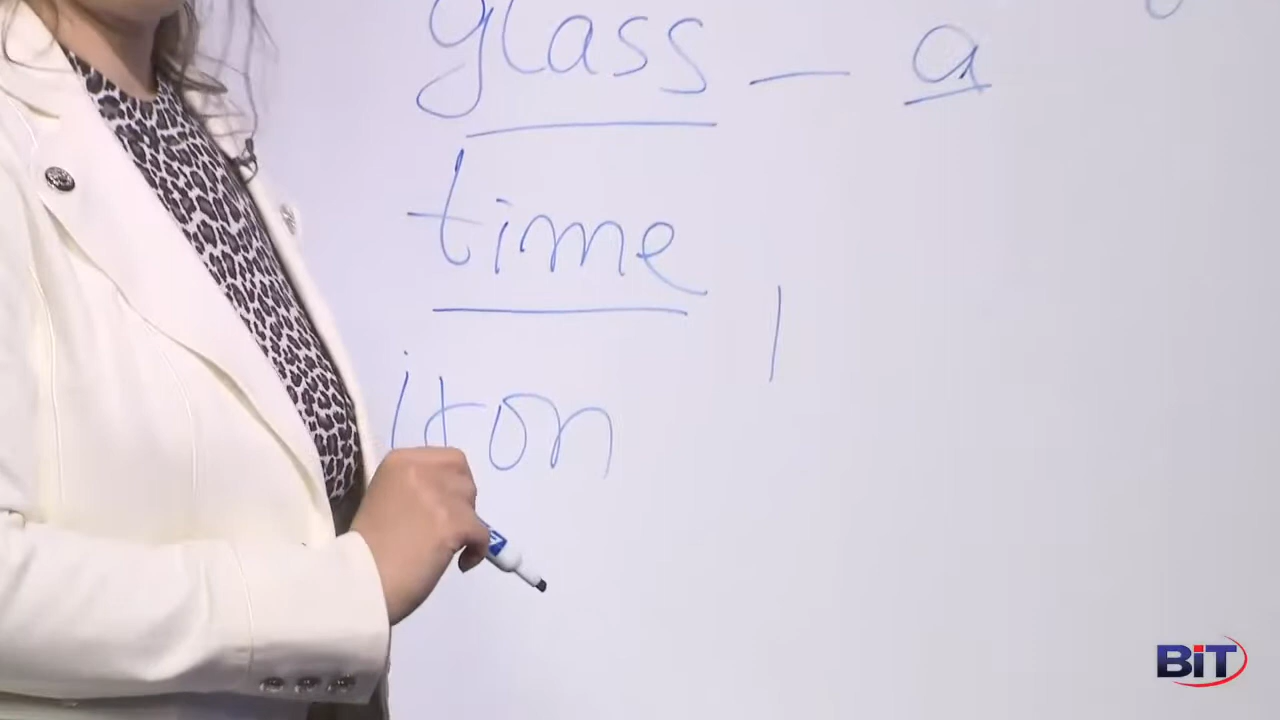 glass — a
time
iron
BiT